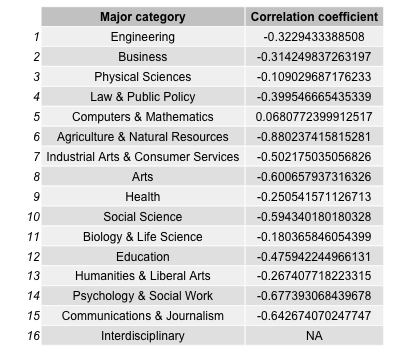 Major category Correlation coefficient
1 Engineering -0.3229433388508
2 Business -0.314249837263197
3 Physical Sciences -0.109029687176233
4 Law & Public Policy -0.399546665435339
5 Computers & Mathematics 0.0680772399912517
6 Agriculture & Natural Resources -0.880237415815281
7 Industrial Arts & Consumer Services -0.502175035056826
8 Arts -0.600657937316326
9 Health -0.250541571126713
10 Social Science -0.594340180180328
11 Biology & Life Science -0.180365846054399
12 Education -0.475942244966131
13 Humanities & Liberal Arts -0.267407718223315
14 Psychology & Social Work -0.677393068439678
15 Communications & Journalism -0.642674070247747
16 Interdisciplinary NA